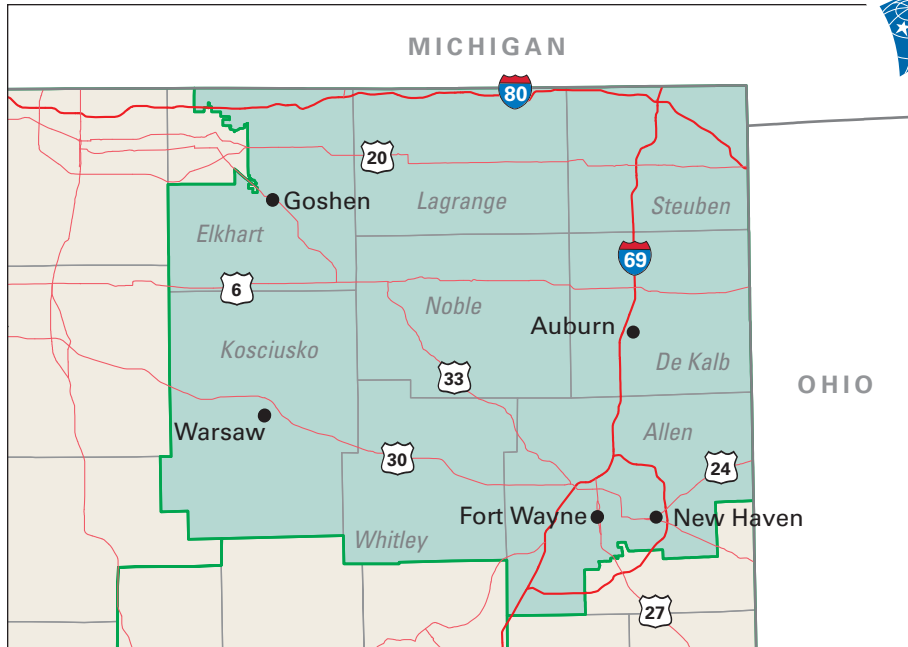 MICHIGAN
80
20
Goshen
Lagrange
Steuben
Elkhart
69
6
Noble
Auburn
Kosciusko
De Kalb
33
OHIO
Warsaw
Allen
30
24
Fort Wayne
New Haven
Whitley
27